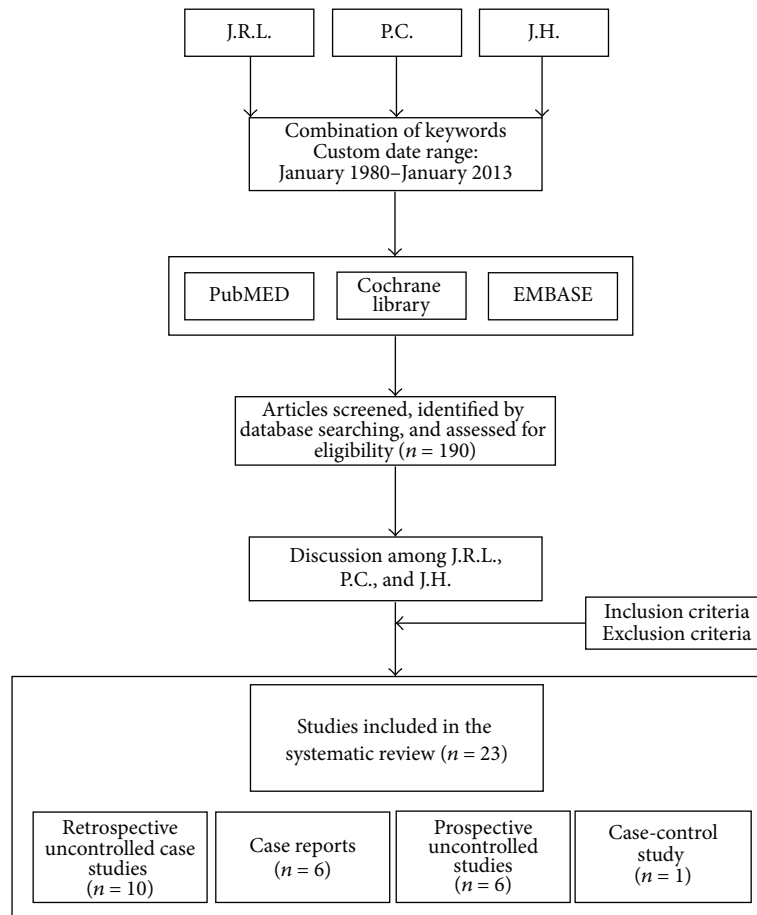 J.R.L.
P.C.
J.H.
Combination of keywords
Custom date range:
January 1980–January 2013
PubMED
Cochrane
library
EMBASE
Articles screened, identified by
database searching, and assessed for
eligibility (n = 190)
Discussion among J.R.L.,
P.C., and J.H.
Inclusion criteria
Exclusion criteria
Studies included in the
systematic review (n = 23)
Retrospective
uncontrolled case
studies
(n = 10)
Case reports
(n = 6)
Prospective
uncontrolled
studies
(n = 6)
Case-control
study
(n = 1)